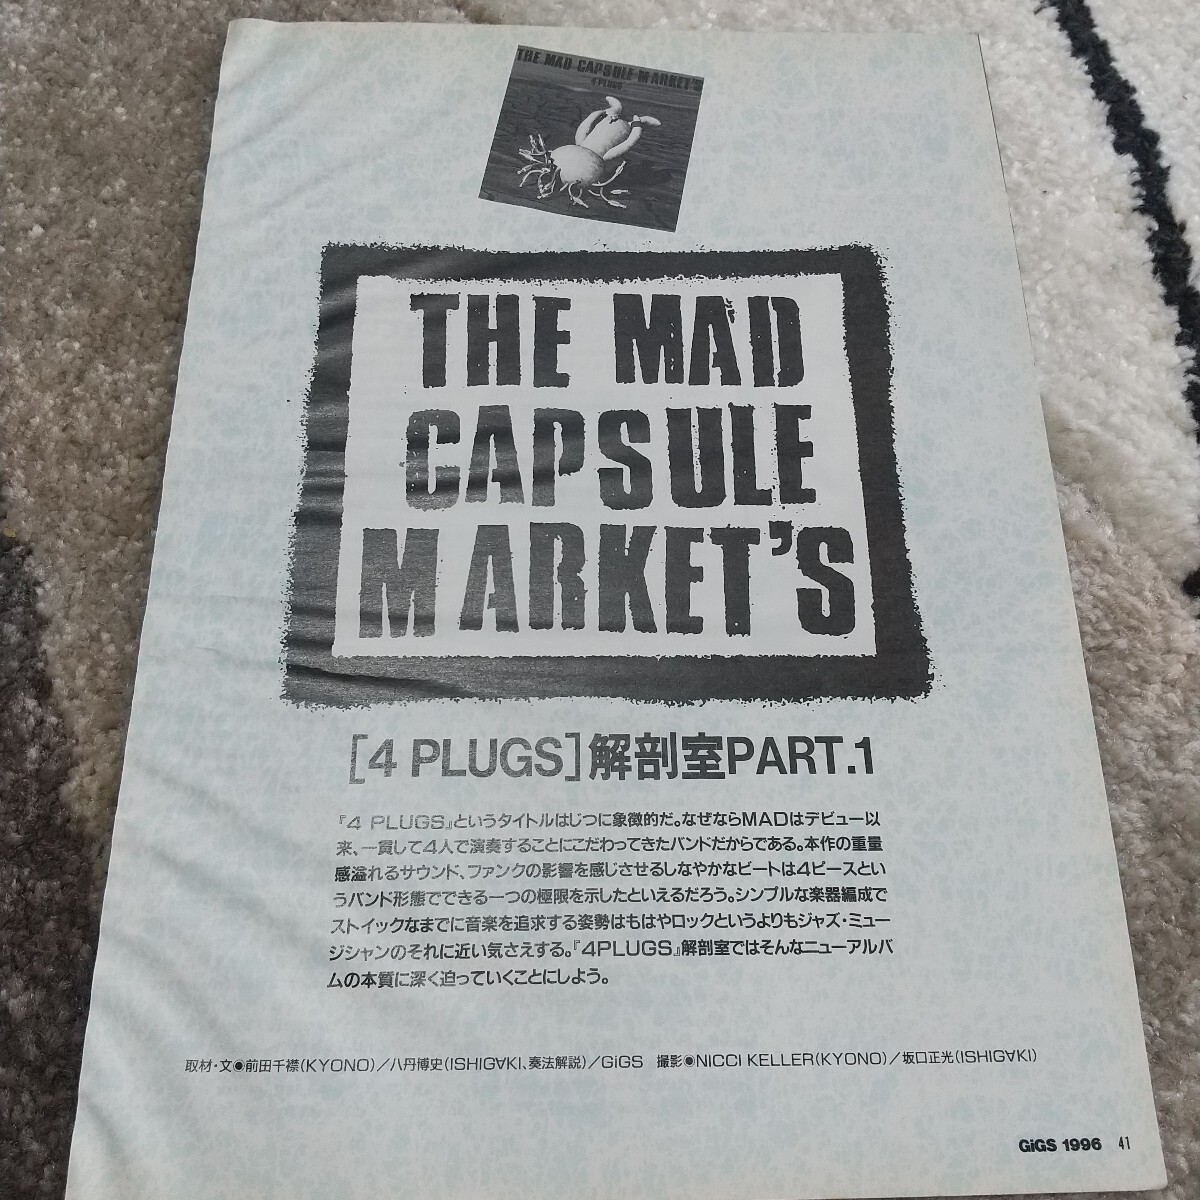 THE MAD CAPSULE MARKET'S
4 PLUGS
THE MAD
CAPSULE
MARKET'S
[4 PLUGS]解剖室PART.1
『4 PLUGS』というタイトルはじつに象徴的だ。なぜならMADはデビュー以
来、一貫して4人で演奏することにこだわってきたバンドだからである。本作の重量
感溢れるサウンド、ファンクの影響を感じさせるしなやかなビートは4ピースとい
うバンド形態でできる一つの極限を示したといえるだろう。シンプルな楽器編成で
ストイックなまでに音楽を追求する姿勢はもはやロックというよりもジャズ・ミュー
ジシャンのそれに近い気さえする。『4PLUGS』解剖室ではそんなニューアルバ
ムの本質に深く迫っていくことにしよう。
取材・文◉前田千襟(KYONO)／八丹博史(ISHIG∀KI、奏法解説)／GiGS 撮影◉NICCI KELLER(KYONO)／坂口正光(ISHIG∀KI)
GiGS 1996 41